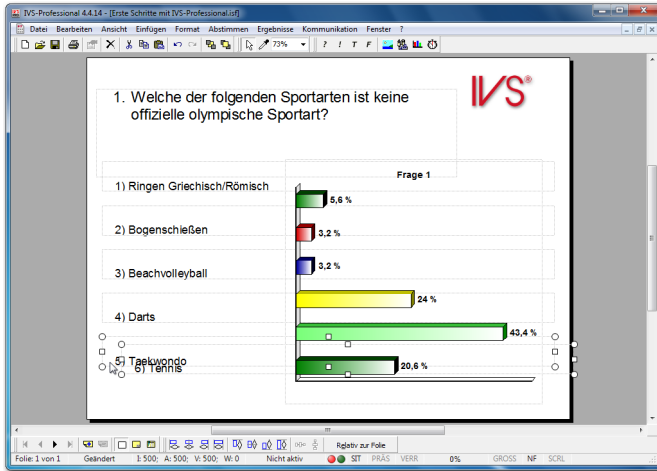 IVS-Professional 4.4.14 - [Erste Schritte mit IVS-Professional.isf]
Datei Bearbeiten Ansicht Einfügen Format Abstimmen Ergebnisse Kommunikation Fenster ?
73% ? ! T F
IVS®
1. Welche der folgenden Sportarten ist keine
offizielle olympische Sportart?
Frage 1
1) Ringen Griechisch/Römisch
5,6 %
2) Bogenschießen
3,2 %
3) Beachvolleyball
3,2 %
24 %
4) Darts
43,4 %
5) Taekwondo
6) Tennis
20,6 %
Relativ zur Folie
Folie: 1 von 1 Geändert I: 500; A: 500; V: 500; W: 0 Nicht aktiv SIT PRÄS VERR 0% GROSS NF SCRL